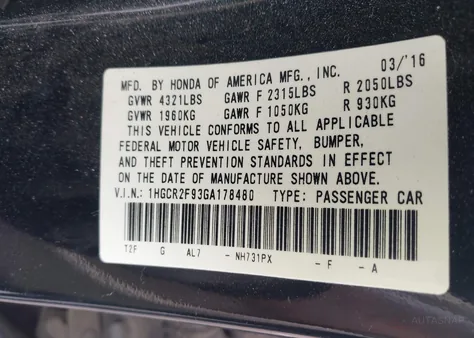 MFD. BY HONDA OF AMERICA MFG., INC. 03/'16
GVWR 4321LBS GAWR F 2315LBS R 2050LBS
GVWR 1960KG GAWR F 1050KG R 930KG
THIS VEHICLE CONFORMS TO ALL APPLICABLE
FEDERAL MOTOR VEHICLE SAFETY, BUMPER,
AND THEFT PREVENTION STANDARDS IN EFFECT
ON THE DATE OF MANUFACTURE SHOWN ABOVE.
V.I.N.: 1HGCR2F93GA178480 TYPE: PASSENGER CAR
T2F G AL7 - NH731PX - F - A
AUTASNAP